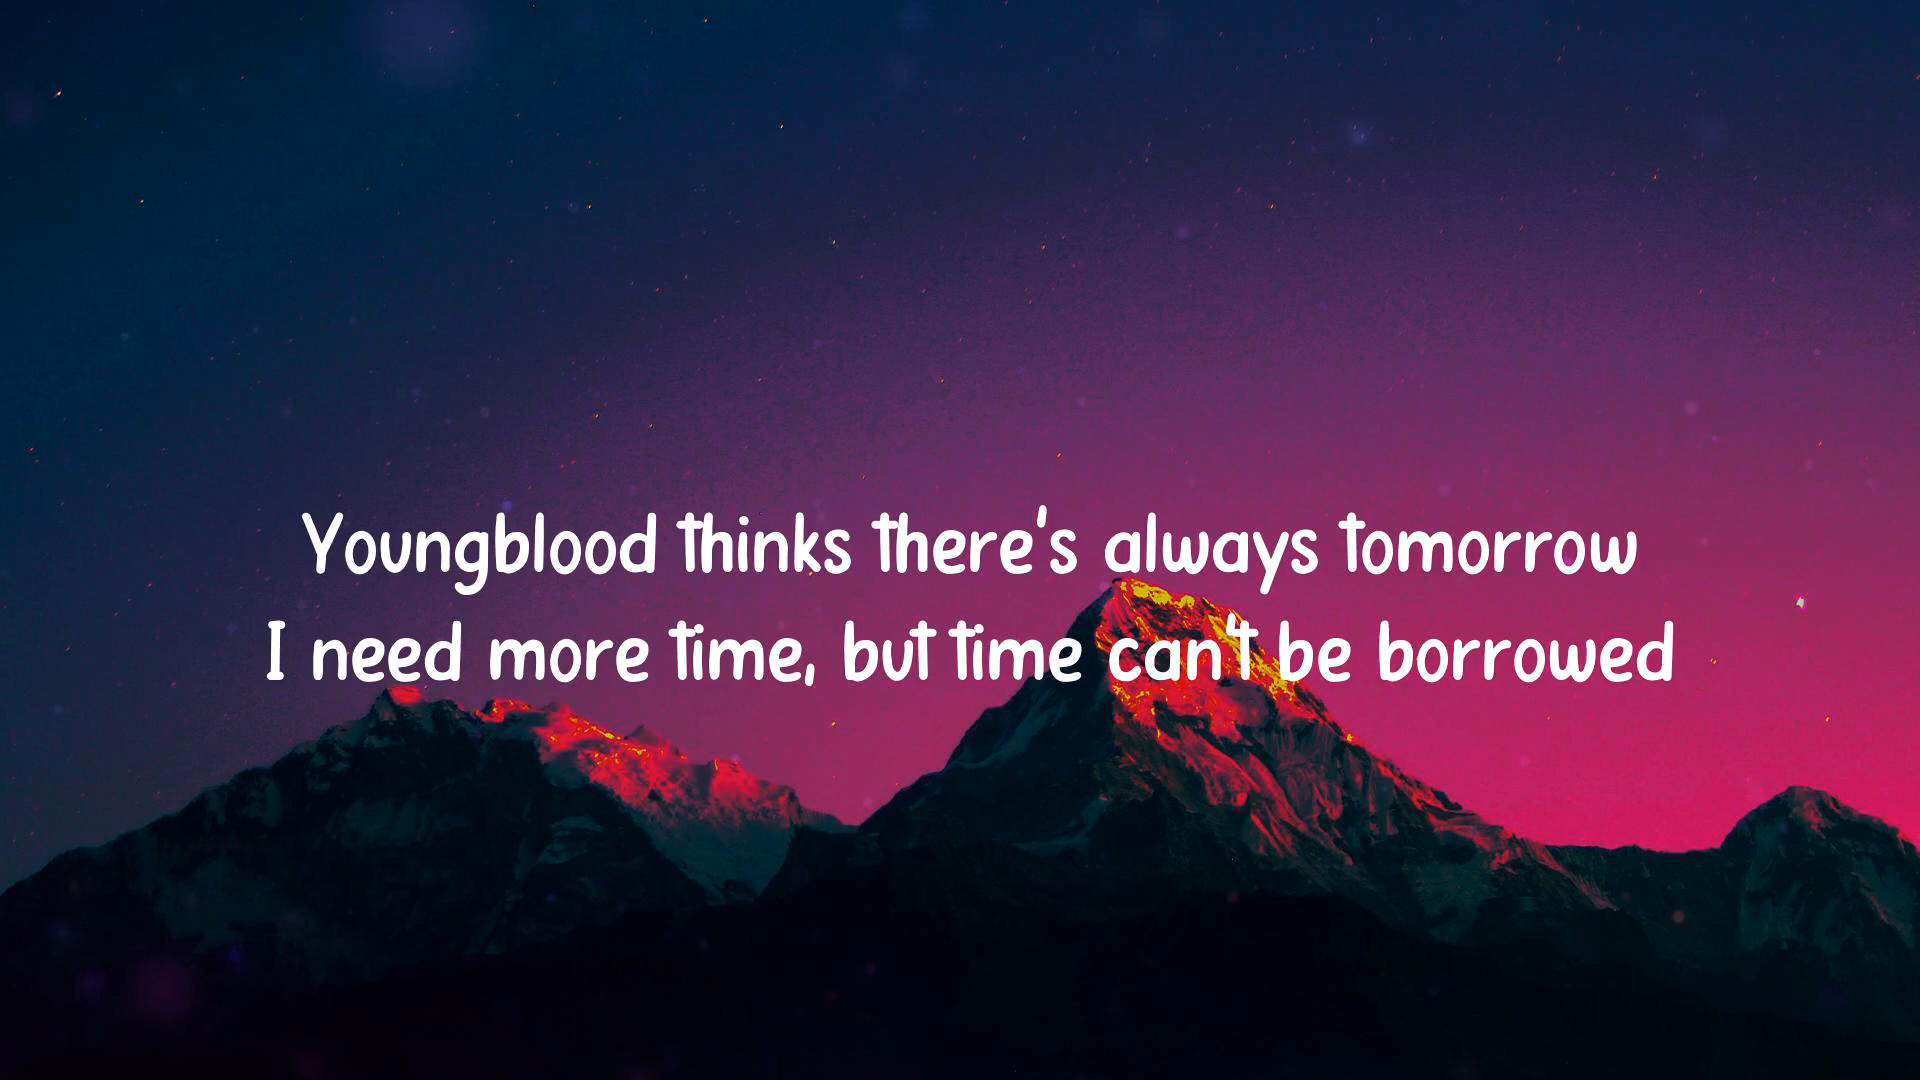 Youngblood thinks there's always tomorrow
I need more time, but time can't be borrowed